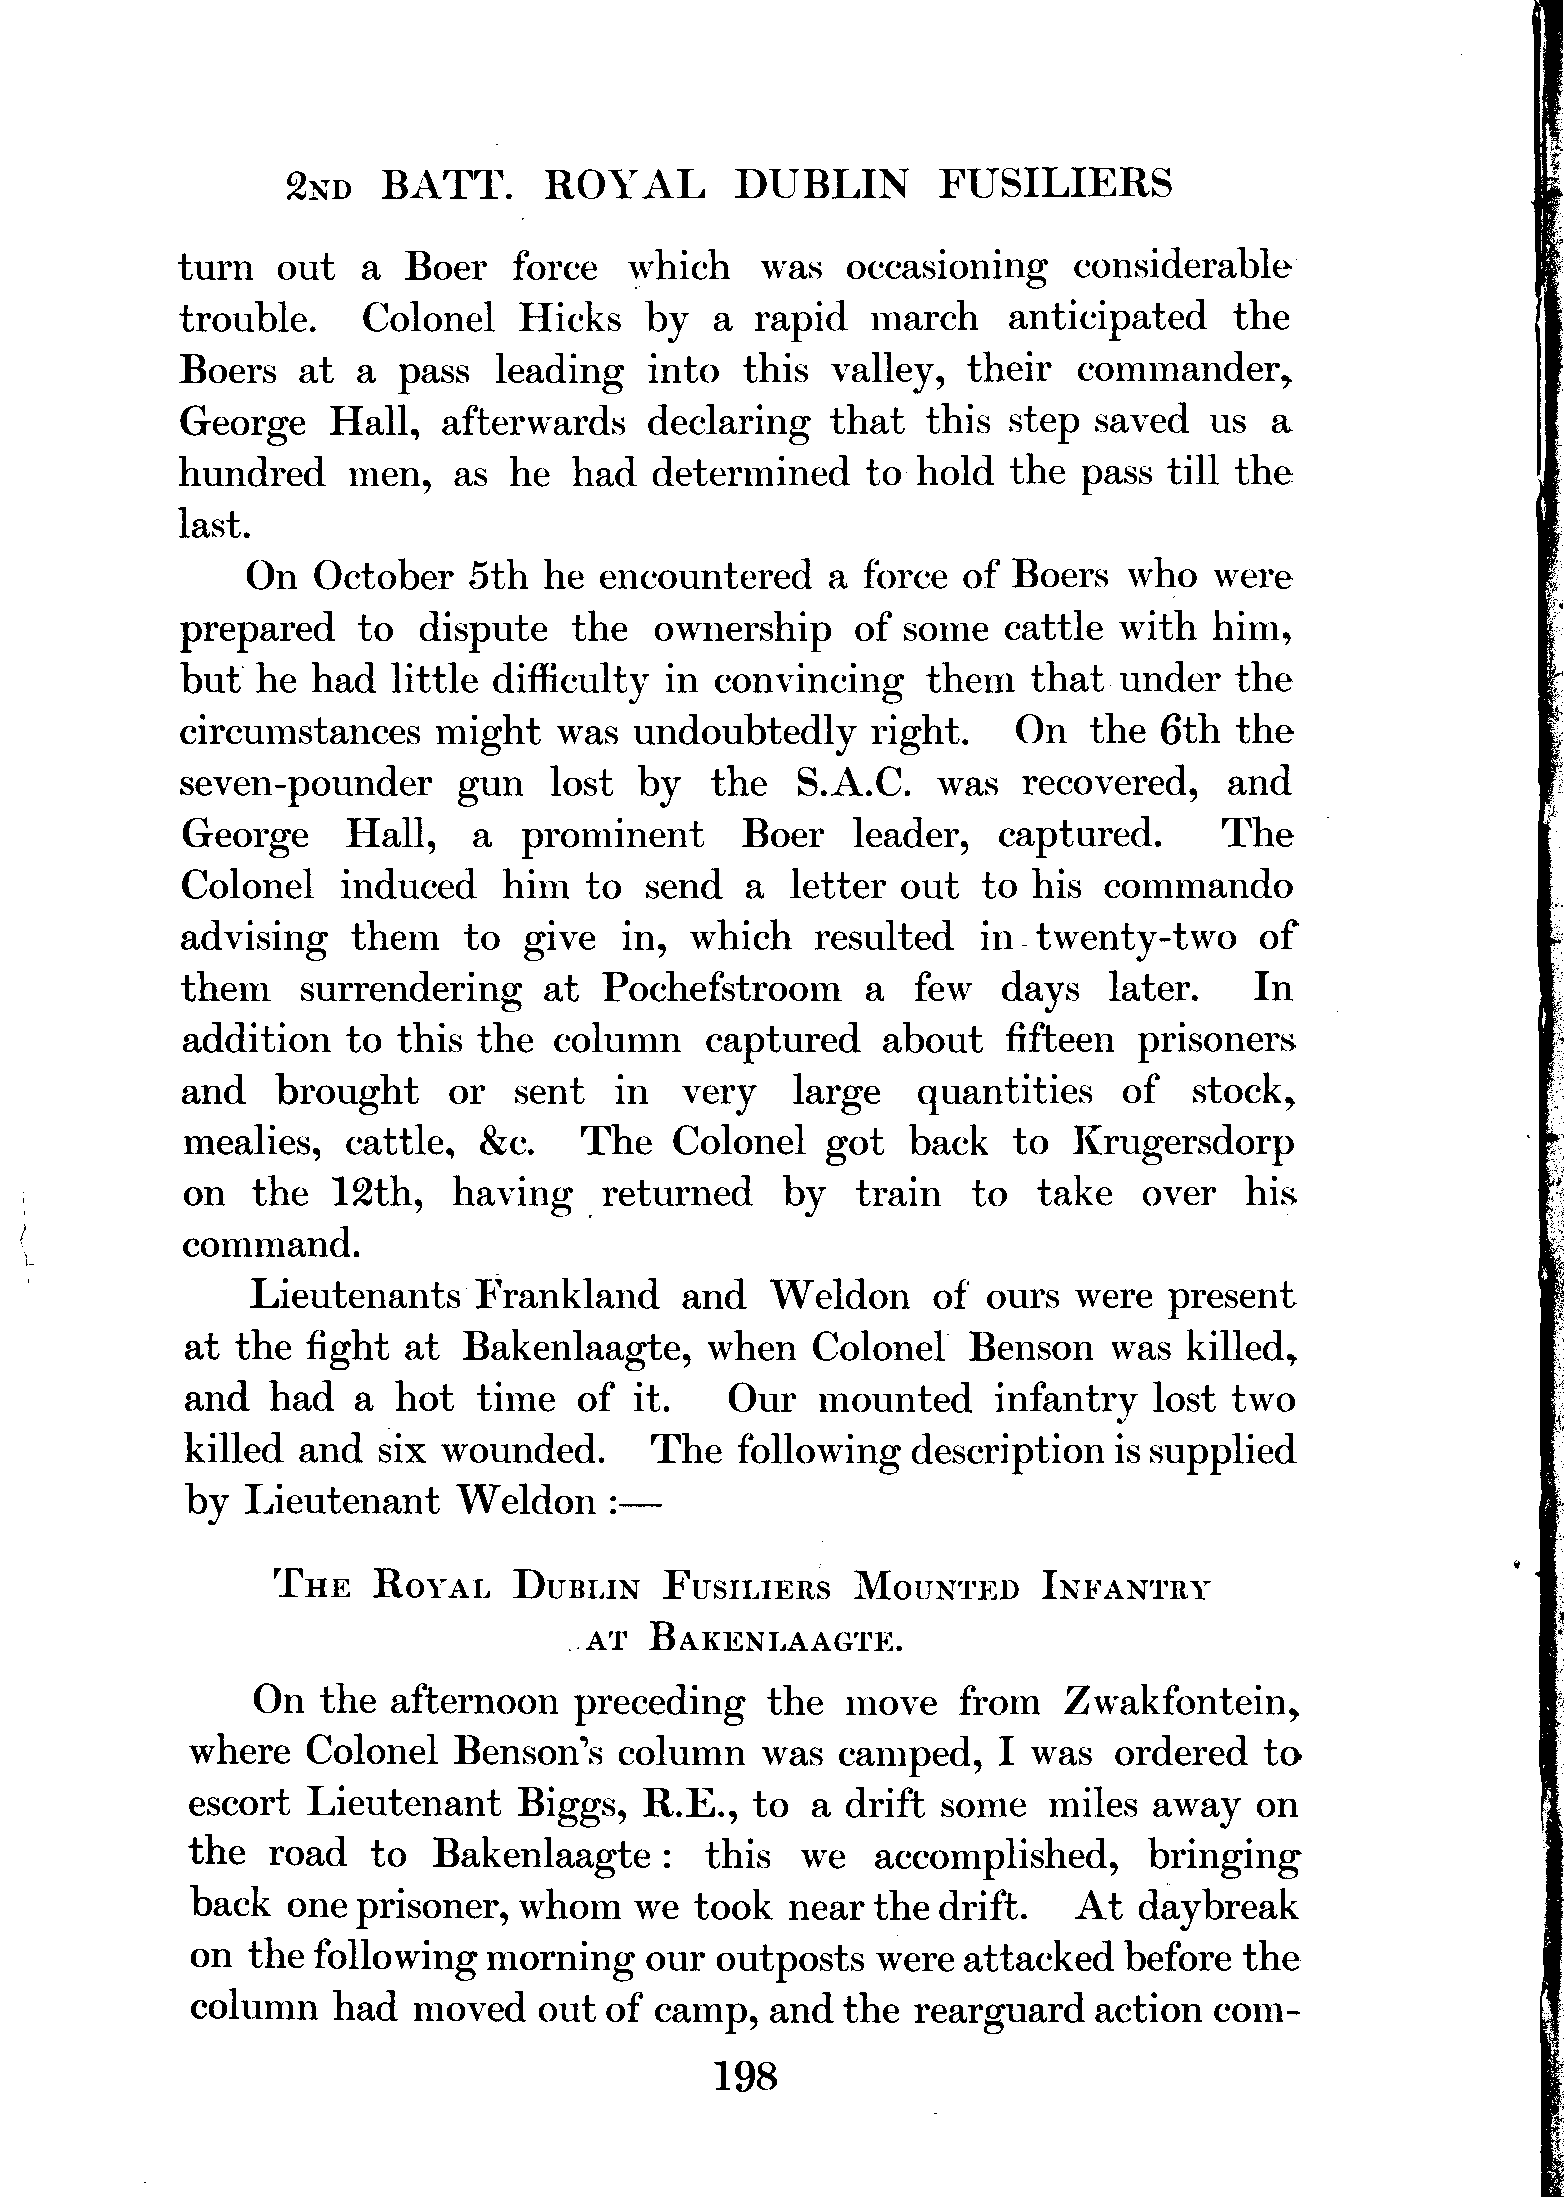 2ND BATT. ROYAL DUBLIN FUSILIERS
turn out a Boer force which was occasioning considerable
trouble. Colonel Hicks by a rapid march anticipated the
Boers at a pass leading into this valley, their commander,
George Hall, afterwards declaring that this step saved us a
hundred men, as he had determined to hold the pass till the
last.
On October 5th he encountered a force of Boers who were
prepared to dispute the ownership of some cattle with him,
but he had little difficulty in convincing them that under the
circumstances might was undoubtedly right. On the 6th the
seven-pounder gun lost by the S.A.C. was recovered, and
George Hall, a prominent Boer leader, captured. The
Colonel induced him to send a letter out to his commando
advising them to give in, which resulted in twenty-two of
them surrendering at Pochefstroom a few days later. In
addition to this the column captured about fifteen prisoners
and brought or sent in very large quantities of stock,
mealies, cattle, &c. The Colonel got back to Krugersdorp
on the 12th, having returned by train to take over his
command.
Lieutenants Frankland and Weldon of ours were present
at the fight at Bakenlaagte, when Colonel Benson was killed,
and had a hot time of it. Our mounted infantry lost two
killed and six wounded. The following description is supplied
by Lieutenant Weldon :—
THE ROYAL DUBLIN FUSILIERS MOUNTED INFANTRY
AT BAKENLAAGTE.
On the afternoon preceding the move from Zwakfontein,
where Colonel Benson's column was camped, I was ordered to
escort Lieutenant Biggs, R.E., to a drift some miles away on
the road to Bakenlaagte : this we accomplished, bringing
back one prisoner, whom we took near the drift. At daybreak
on the following morning our outposts were attacked before the
column had moved out of camp, and the rearguard action com-
198